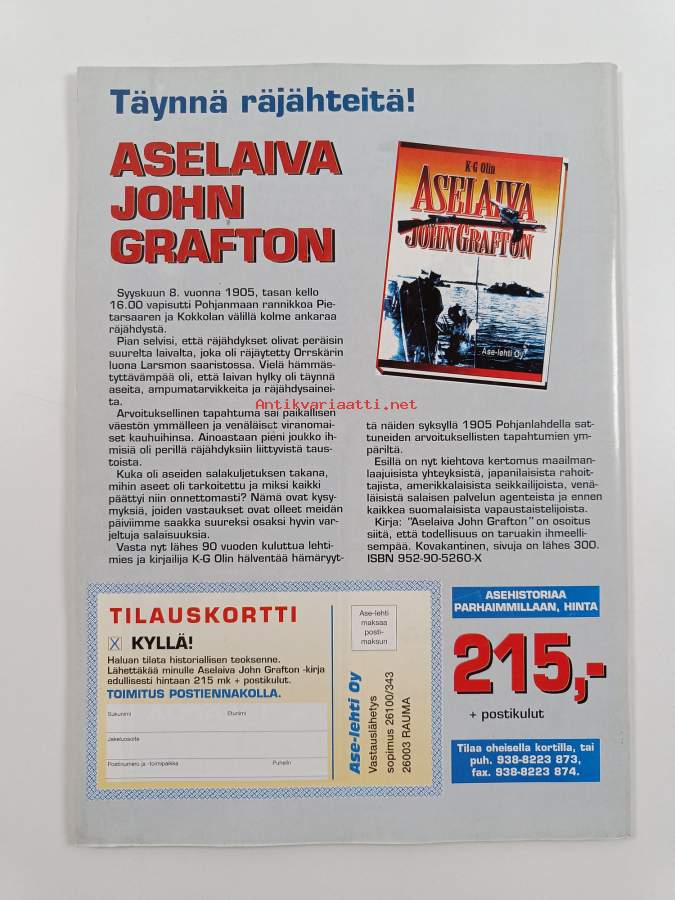 Täynnä räjähteitä!
ASELAIVA
JOHN
GRAFTON
K-G Olin
ASELAIVA
JOHN GRAFTON
Ase-lehti Oy
Syyskuun 8. vuonna 1905, tasan kello
16.00 vapisutti Pohjanmaan rannikkoa Pie-
tarsaaren ja Kokkolan välillä kolme ankaraa
räjähdystä.
Pian selvisi, että räjähdykset olivat peräisin
suurelta laivalta, joka oli räjäytetty Orrskärin
luona Larsmon saaristossa. Vielä hämmäs-
tyttävämpää oli, että laivan hylky oli täynnä
aseita, ampumatarvikkeita ja räjähdysainei-
ta.
Antikvariaatti.net
Arvoituksellinen tapahtuma sai paikallisen
väestön ymmälleen ja venäläiset viranomai-
set kauhuihinsa. Ainoastaan pieni joukko ih-
misiä oli perillä räjähdyksiin liittyvistä taus-
toista.
Kuka oli aseiden salakuljetuksen takana,
mihin aseet oli tarkoitettu ja miksi kaikki
päättyi niin onnettomasti? Nämä ovat kysy-
myksiä, joiden vastaukset ovat olleet meidän
päiviimme saakka suureksi osaksi hyvin var-
jeltuja salaisuuksia.
Vasta nyt lähes 90 vuoden kuluttua lehti-
mies ja kirjailija K-G Olin hälventää hämäryyt-
tä näiden syksyllä 1905 Pohjanlahdella sat-
tuneiden arvoituksellisten tapahtumien ym-
päriltä.
Esillä on nyt kiehtova kertomus maailman-
laajuisista yhteyksistä, japanilaisista rahoit-
tajista, amerikkalaisista seikkailijoista, venä-
läisistä salaisen palvelun agenteista ja ennen
kaikkea suomalaisista vapaustaistelijoista.
Kirja: "Aselaiva John Grafton" on osoitus
siitä, että todellisuus on taruakin ihmeelli-
sempää. Kovakantinen, sivuja on lähes 300.
ISBN 952-90-5260-X
TILAUSKORTTI
X KYLLÄ!
Haluan tilata historiallisen teoksenne.
Lähettäkää minulle Aselaiva John Grafton -kirja
edullisesti hintaan 215 mk + postikulut.
TOIMITUS POSTIENNAKOLLA.
Sukunimi Etunimi
Jakeluosoite
Postinumero ja -toimipaikka Puhelin
Ase-lehti
maksaa
posti-
maksun
Ase-lehti Oy
Vastauslähetys
sopimus 26100/343
26003 RAUMA
ASEHISTORIAA
PARHAIMMILLAAN, HINTA
215,-
+ postikulut
Tilaa oheisella kortilla, tai
puh. 938-8223 873,
fax. 938-8223 874.